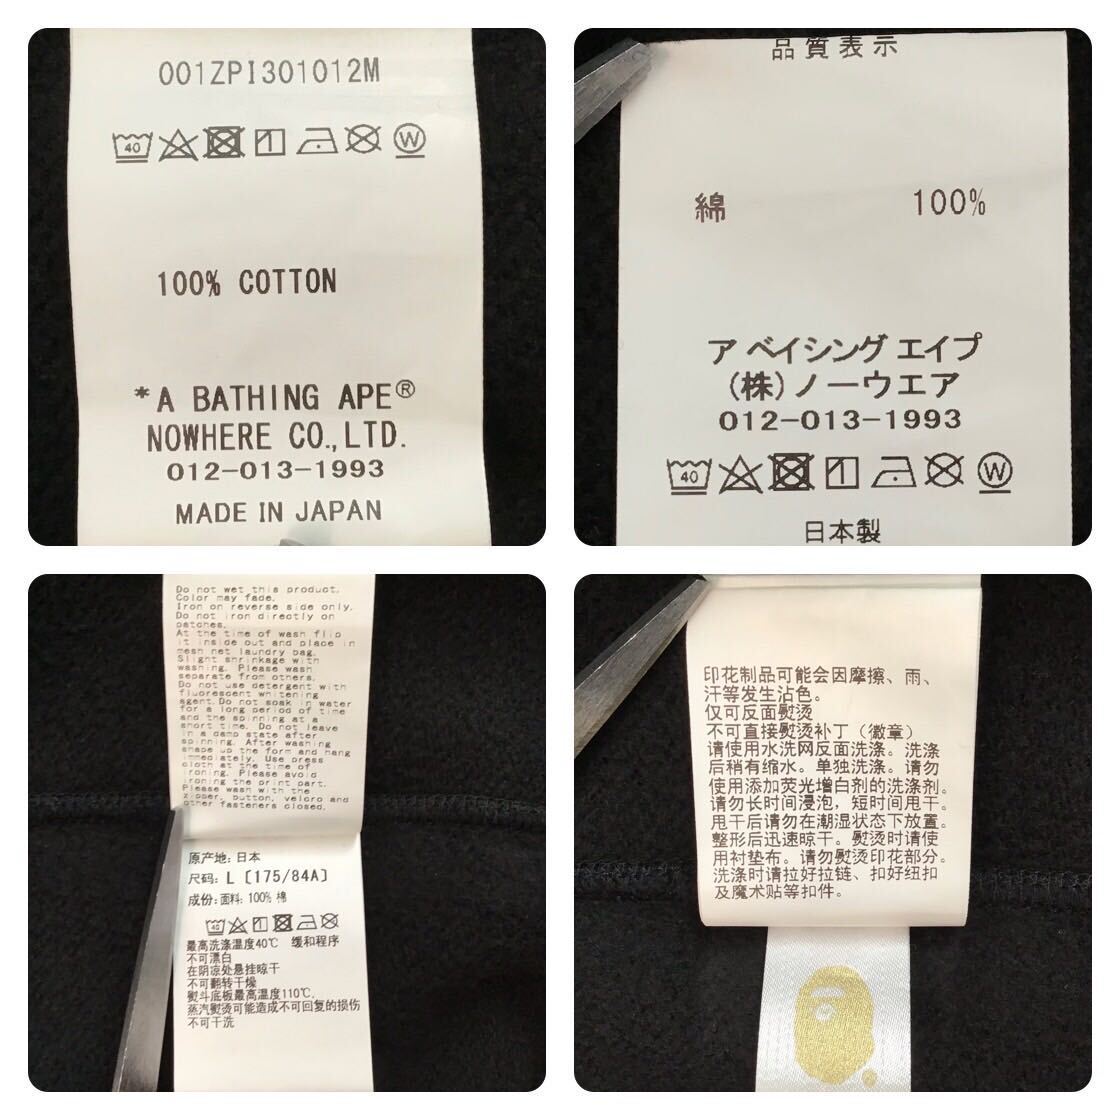 001ZPI301012M
40 W
100% COTTON
*A BATHING APE®
NOWHERE CO.,LTD.
012-013-1993
MADE IN JAPAN
品質表示
綿 100%
ア ベイシング エイプ
(株)ノーウエア
012-013-1993
40 W
日本製
Do not wet this product.
Color may fade.
Iron on reverse side only.
Do not iron directly on
patches.
At the time of wash flip
it inside out and place in
mesh net laundry bag.
Slight shrinkage with
washing. Please wash
separate from others.
Do not use detergent with
fluorescent whitening
agent.Do not soak in water
for a long period of time
and the spinning at a
short time. Do not leave
in a damp state after
spinning. After washing
shape up the form and hang
immediately. Use press
cloth at the time of
ironing. Please avoid
ironing the print part.
Please wash with the
zipper, button, velcro and
other fasteners closed.
原产地: 日本
尺码: L [175/84A]
成份: 面料: 100% 棉
40
最高洗涤温度40℃ 缓和程序
不可漂白
在阴凉处悬挂晾干
不可翻转干燥
熨斗底板最高温度110℃.
蒸汽熨烫可能造成不可回复的损伤
不可干洗
印花制品可能会因摩擦、雨、
汗等发生沾色。
仅可反面熨烫
不可直接熨烫补丁（徽章）
请使用水洗网反面洗涤. 洗涤
后稍有缩水. 单独洗涤. 请勿
使用添加荧光增白剂的洗涤剂.
请勿长时间浸泡, 短时间甩干.
甩干后请勿在潮湿状态下放置.
整形后迅速晾干. 熨烫时请使
用衬垫布. 请勿熨烫印花部分.
洗涤时请拉好拉链、扣好纽扣
及魔术贴等扣件.
®